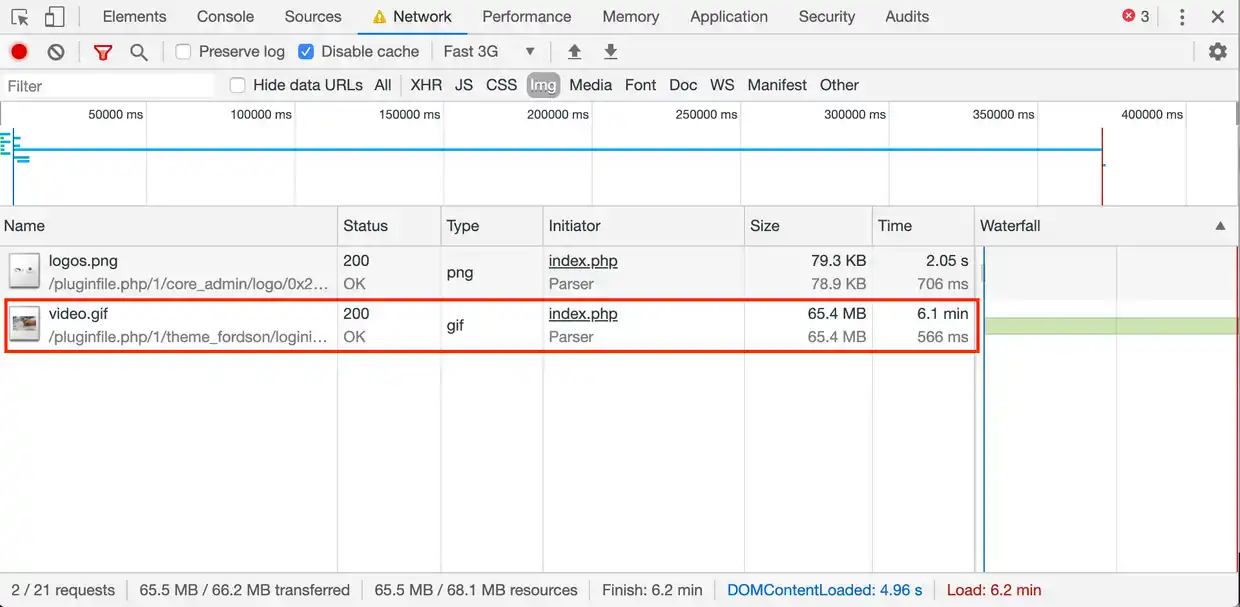 Elements Console Sources Network Performance Memory Application Security Audits 3
Preserve log Disable cache Fast 3G
Filter Hide data URLs All XHR JS CSS Img Media Font Doc WS Manifest Other
50000 ms 100000 ms 150000 ms 200000 ms 250000 ms 300000 ms 350000 ms 400000 ms
Name Status Type Initiator Size Time Waterfall
logos.png 200 png index.php 79.3 KB 2.05 s
/pluginfile.php/1/core_admin/logo/0x2… OK Parser 78.9 KB 706 ms
video.gif 200 gif index.php 65.4 MB 6.1 min
/pluginfile.php/1/theme_fordson/logini… OK Parser 65.4 MB 566 ms
2 / 21 requests 65.5 MB / 66.2 MB transferred 65.5 MB / 68.1 MB resources Finish: 6.2 min DOMContentLoaded: 4.96 s Load: 6.2 min